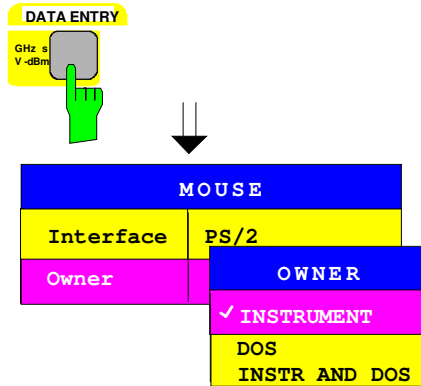 DATA ENTRY
GHz s
V -dBm
MOUSE
Interface PS/2
Owner
OWNER
✓ INSTRUMENT
DOS
INSTR AND DOS